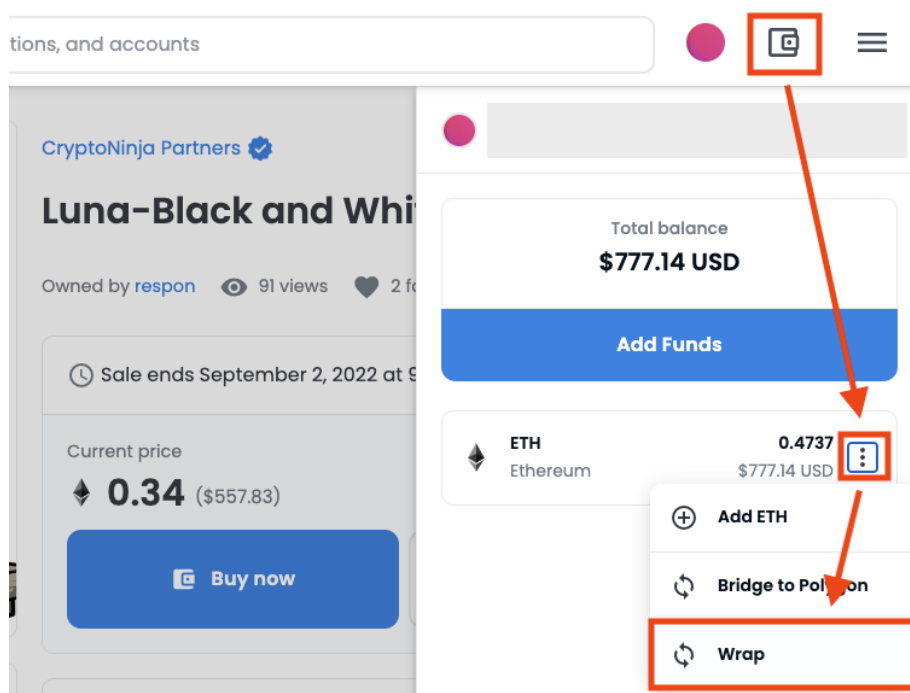 tions, and accounts
CryptoNinja Partners
Luna-Black and Whi
Owned by respon 91 views 2 fa
Sale ends September 2, 2022 at 9
Current price
0.34 ($557.83)
Buy now
Total balance
$777.14 USD
Add Funds
ETH 0.4737
Ethereum $777.14 USD
Add ETH
Bridge to Polygon
Wrap